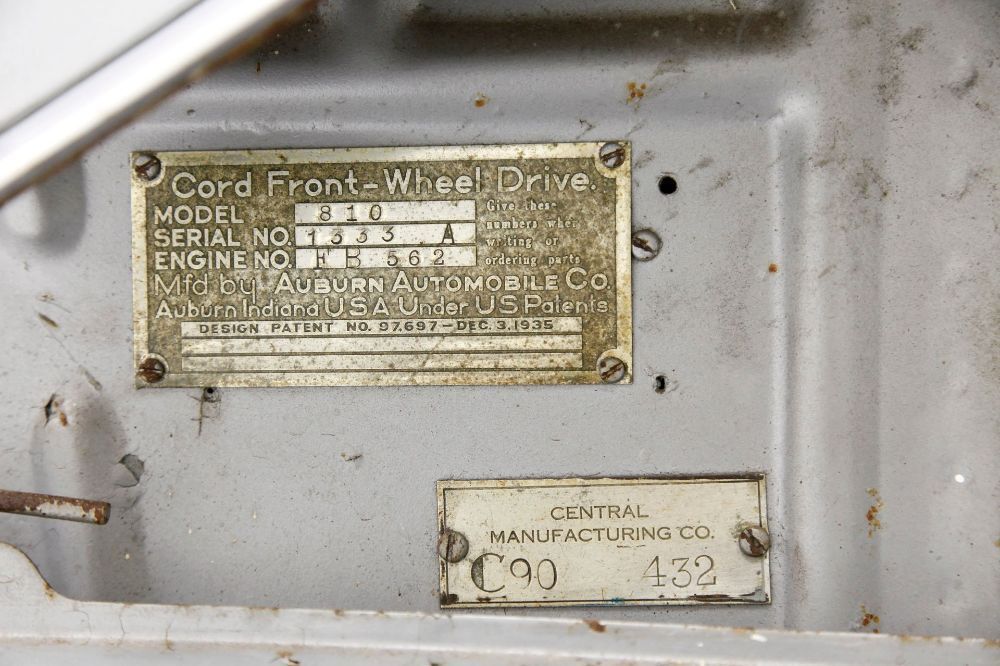 Cord Front-Wheel Drive.
MODEL 810
SERIAL NO. 1333 A
ENGINE NO. FB 562
Give these
numbers when
writing or
ordering parts
Mfd by Auburn Automobile Co.
Auburn Indiana USA Under US Patents
DESIGN PATENT NO. 97,697—DEC. 3, 1935
CENTRAL
MANUFACTURING CO.
C90 432